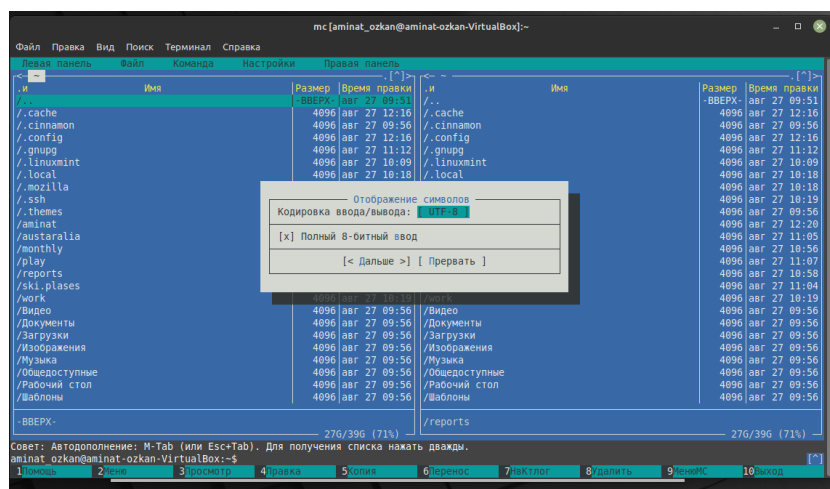 mc [aminat_ozkan@aminat-ozkan-VirtualBox]:~
Файл Правка Вид Поиск Терминал Справка
Левая панель Файл Команда Настройки Правая панель
<— ~ —.[^]>
.и Имя Размер Время правки
/.. -ВВЕРХ- авг 27 09:51
/.cache 4096 авг 27 12:16
/.cinnamon 4096 авг 27 09:56
/.config 4096 авг 27 12:16
/.gnupg 4096 авг 27 11:12
/.linuxmint 4096 авг 27 10:09
/.local 4096 авг 27 10:18
/.mozilla
/.ssh
/.themes
/aminat
/austaralia
/monthly
/play
/reports
/ski.plases
/work 4096 авг 27 10:19
/Видео 4096 авг 27 09:56
/Документы 4096 авг 27 09:56
/Загрузки 4096 авг 27 09:56
/Изображения 4096 авг 27 09:56
/Музыка 4096 авг 27 09:56
/Общедоступные 4096 авг 27 09:56
/Рабочий стол 4096 авг 27 09:56
/Шаблоны 4096 авг 27 09:56
-ВВЕРХ-
27G/39G (71%)
<— ~ —.[^]>
.и Имя Размер Время правки
/.. -ВВЕРХ- авг 27 09:51
/.cache 4096 авг 27 12:16
/.cinnamon 4096 авг 27 09:56
/.config 4096 авг 27 12:16
/.gnupg 4096 авг 27 11:12
/.linuxmint 4096 авг 27 10:09
/.local 4096 авг 27 10:18
4096 авг 27 10:18
4096 авг 27 10:19
4096 авг 27 09:56
4096 авг 27 12:20
4096 авг 27 11:05
4096 авг 27 10:56
4096 авг 27 11:07
4096 авг 27 10:58
4096 авг 27 11:04
/work 4096 авг 27 10:19
/Видео 4096 авг 27 09:56
/Документы 4096 авг 27 09:56
/Загрузки 4096 авг 27 09:56
/Изображения 4096 авг 27 09:56
/Музыка 4096 авг 27 09:56
/Общедоступные 4096 авг 27 09:56
/Рабочий стол 4096 авг 27 09:56
/Шаблоны 4096 авг 27 09:56
/reports
27G/39G (71%)
Отображение символов
Кодировка ввода/вывода: [ UTF-8 ]
[x] Полный 8-битный ввод
[< Дальше >] [ Прервать ]
Совет: Автодополнение: M-Tab (или Esc+Tab). Для получения списка нажать дважды.
aminat_ozkan@aminat-ozkan-VirtualBox:~$ [^]
1Помощь 2Меню 3Просмотр 4Правка 5Копия 6Перенос 7НвКтлог 8Удалить 9МенюМС 10Выход